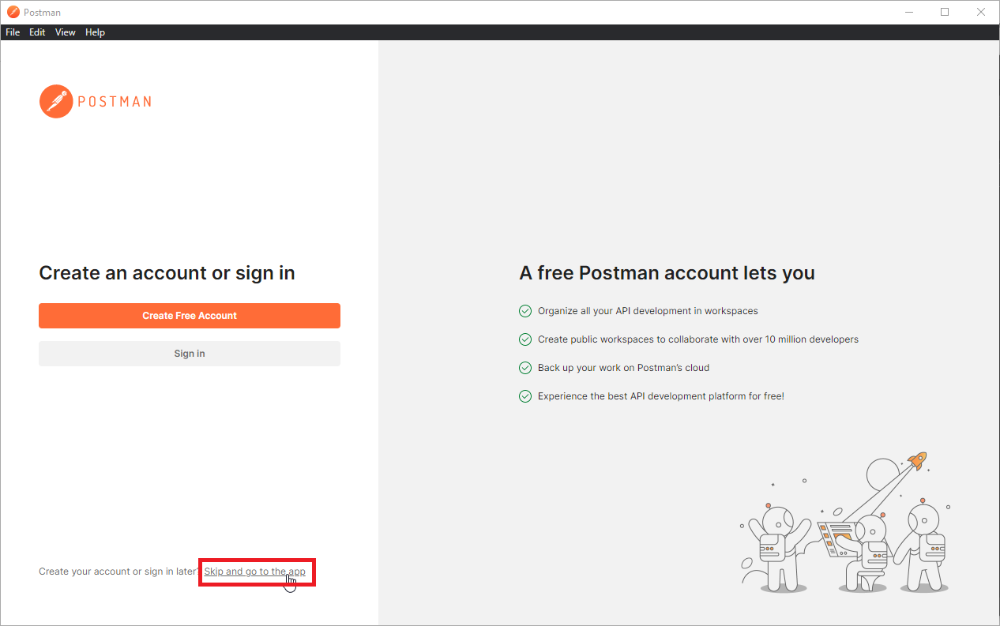 Postman
File Edit View Help
POSTMAN
Create an account or sign in
Create Free Account
Sign in
Create your account or sign in later? Skip and go to the app
A free Postman account lets you
Organize all your API development in workspaces
Create public workspaces to collaborate with over 10 million developers
Back up your work on Postman's cloud
Experience the best API development platform for free!